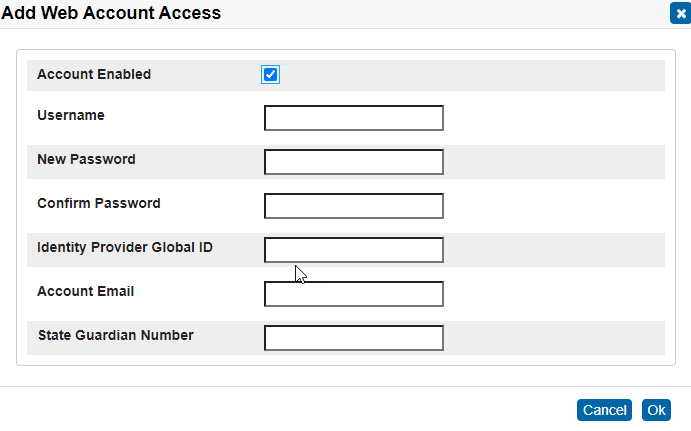 Add Web Account Access
Account Enabled
Username
New Password
Confirm Password
Identity Provider Global ID
Account Email
State Guardian Number
Cancel Ok